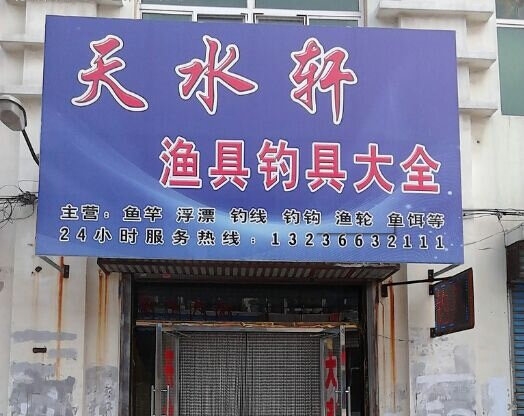 天水轩
渔具钓具大全
主营：鱼竿 浮漂 钓线 钓钩 渔轮 鱼饵等
24小时服务热线：13236632111